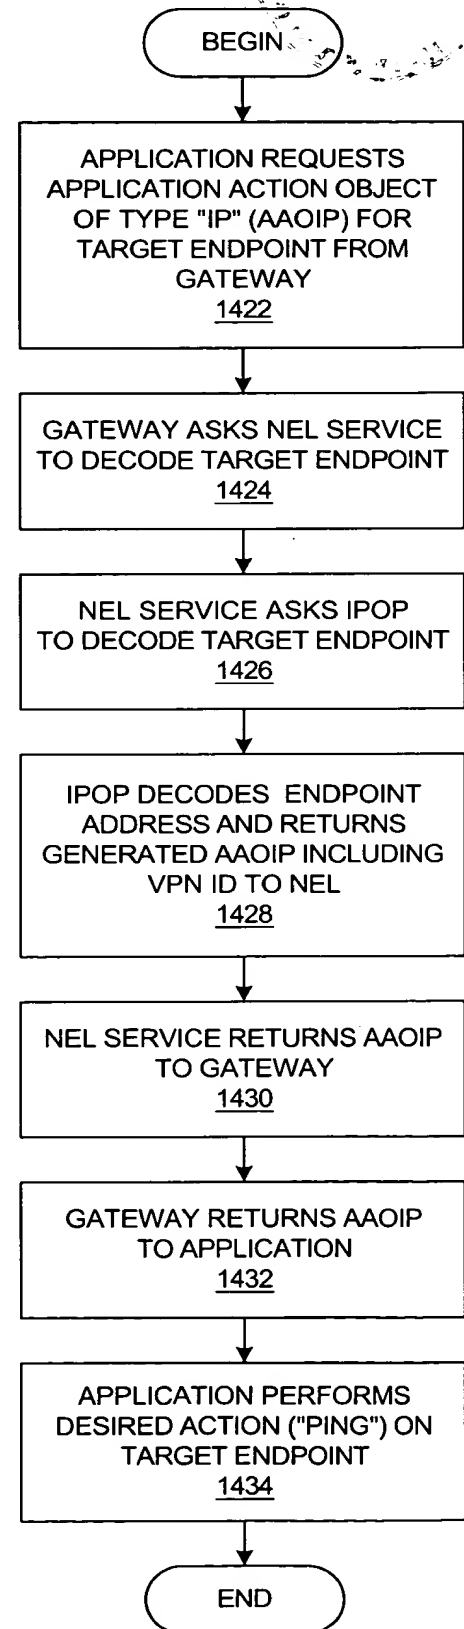 BEGIN
APPLICATION REQUESTS
APPLICATION ACTION OBJECT
OF TYPE "IP" (AAOIP) FOR
TARGET ENDPOINT FROM
GATEWAY
1422
GATEWAY ASKS NEL SERVICE
TO DECODE TARGET ENDPOINT
1424
NEL SERVICE ASKS IPOP
TO DECODE TARGET ENDPOINT
1426
IPOP DECODES ENDPOINT
ADDRESS AND RETURNS
GENERATED AAOIP INCLUDING
VPN ID TO NEL
1428
NEL SERVICE RETURNS AAOIP
TO GATEWAY
1430
GATEWAY RETURNS AAOIP
TO APPLICATION
1432
APPLICATION PERFORMS
DESIRED ACTION ("PING") ON
TARGET ENDPOINT
1434
END